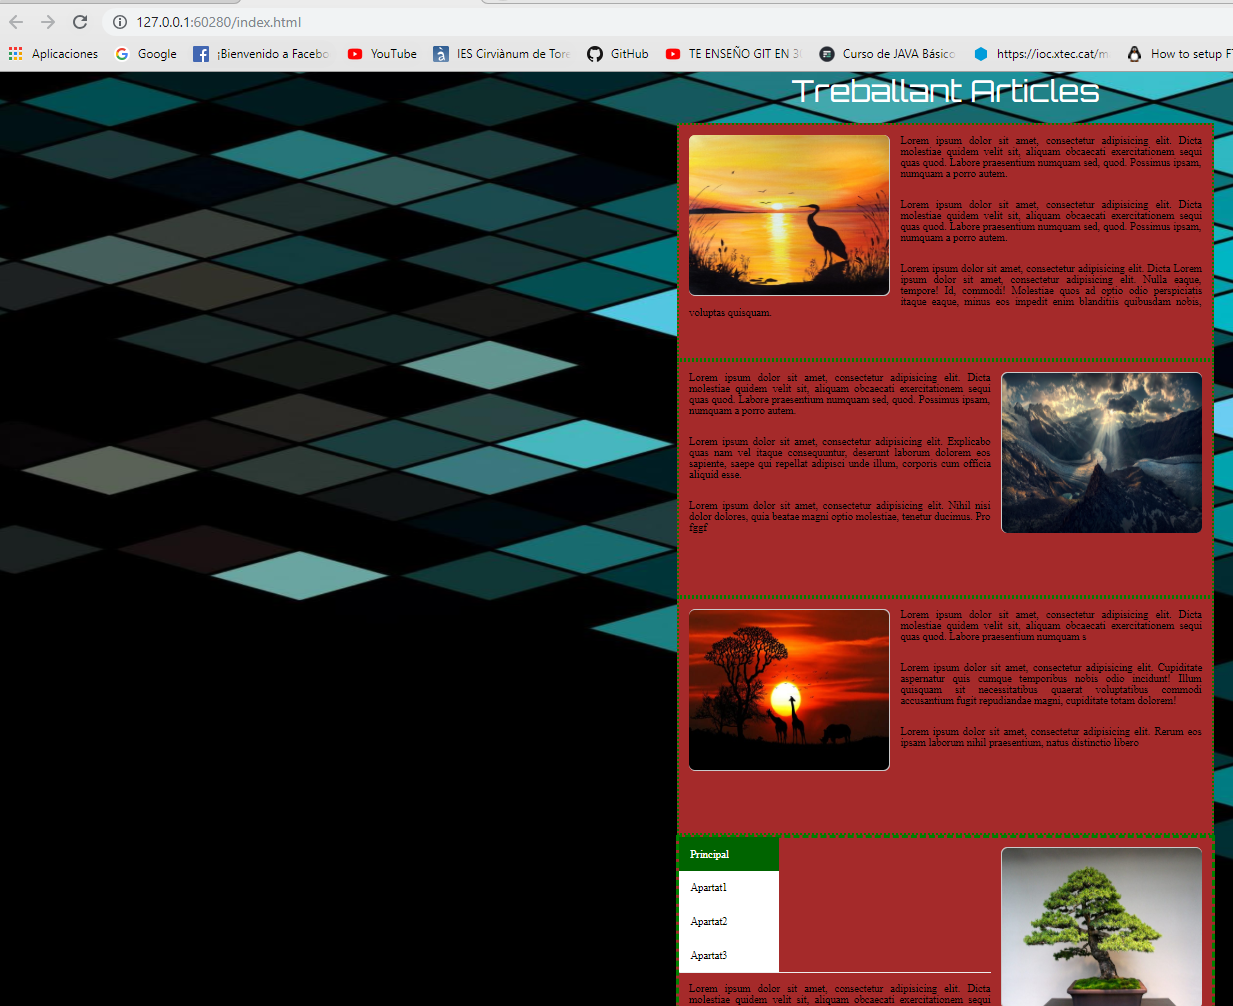 127.0.0.1:60280/index.html
Aplicaciones
Google
¡Bienvenido a Facebo
YouTube
IES Cirviànum de Tore
GitHub
TE ENSEÑO GIT EN 30
Curso de JAVA Básico
https://ioc.xtec.cat/m
How to setup FT
Treballant Articles
Lorem ipsum dolor sit amet, consectetur adipisicing elit. Dicta
molestiae quidem velit sit, aliquam obcaecati exercitationem sequi
quas quod. Labore praesentium numquam sed, quod. Possimus ipsam,
numquam a porro autem.
Lorem ipsum dolor sit amet, consectetur adipisicing elit. Dicta
molestiae quidem velit sit, aliquam obcaecati exercitationem sequi
quas quod. Labore praesentium numquam sed, quod. Possimus ipsam,
numquam a porro autem.
Lorem ipsum dolor sit amet, consectetur adipisicing elit. Dicta Lorem
ipsum dolor sit amet, consectetur adipisicing elit. Nulla eaque,
tempore! Id, commodi! Molestiae quos ad optio odio perspiciatis
itaque eaque, minus eos impedit enim blanditiis quibusdam nobis,
voluptas quisquam.
Lorem ipsum dolor sit amet, consectetur adipisicing elit. Dicta
molestiae quidem velit sit, aliquam obcaecati exercitationem sequi
quas quod. Labore praesentium numquam sed, quod. Possimus ipsam,
numquam a porro autem.
Lorem ipsum dolor sit amet, consectetur adipisicing elit. Explicabo
quas nam vel itaque consequuntur, deserunt laborum dolorem eos
sapiente, saepe qui repellat adipisci unde illum, corporis cum officia
aliquid esse.
Lorem ipsum dolor sit amet, consectetur adipisicing elit. Nihil nisi
dolor dolores, quia beatae magni optio molestiae, tenetur ducimus. Pro
fggf
Lorem ipsum dolor sit amet, consectetur adipisicing elit. Dicta
molestiae quidem velit sit, aliquam obcaecati exercitationem sequi
quas quod. Labore praesentium numquam s
Lorem ipsum dolor sit amet, consectetur adipisicing elit. Cupiditate
aspernatur quis cumque temporibus nobis odio incidunt! Illum
quisquam sit necessitatibus quaerat voluptatibus commodi
accusantium fugit repudiandae magni, cupiditate totam dolorem!
Lorem ipsum dolor sit amet, consectetur adipisicing elit. Rerum eos
ipsam laborum nihil praesentium, natus distinctio libero
Principal
Apartat1
Apartat2
Apartat3
Lorem ipsum dolor sit amet, consectetur adipisicing elit. Dicta
molestiae quidem velit sit, aliquam obcaecati exercitationem sequi